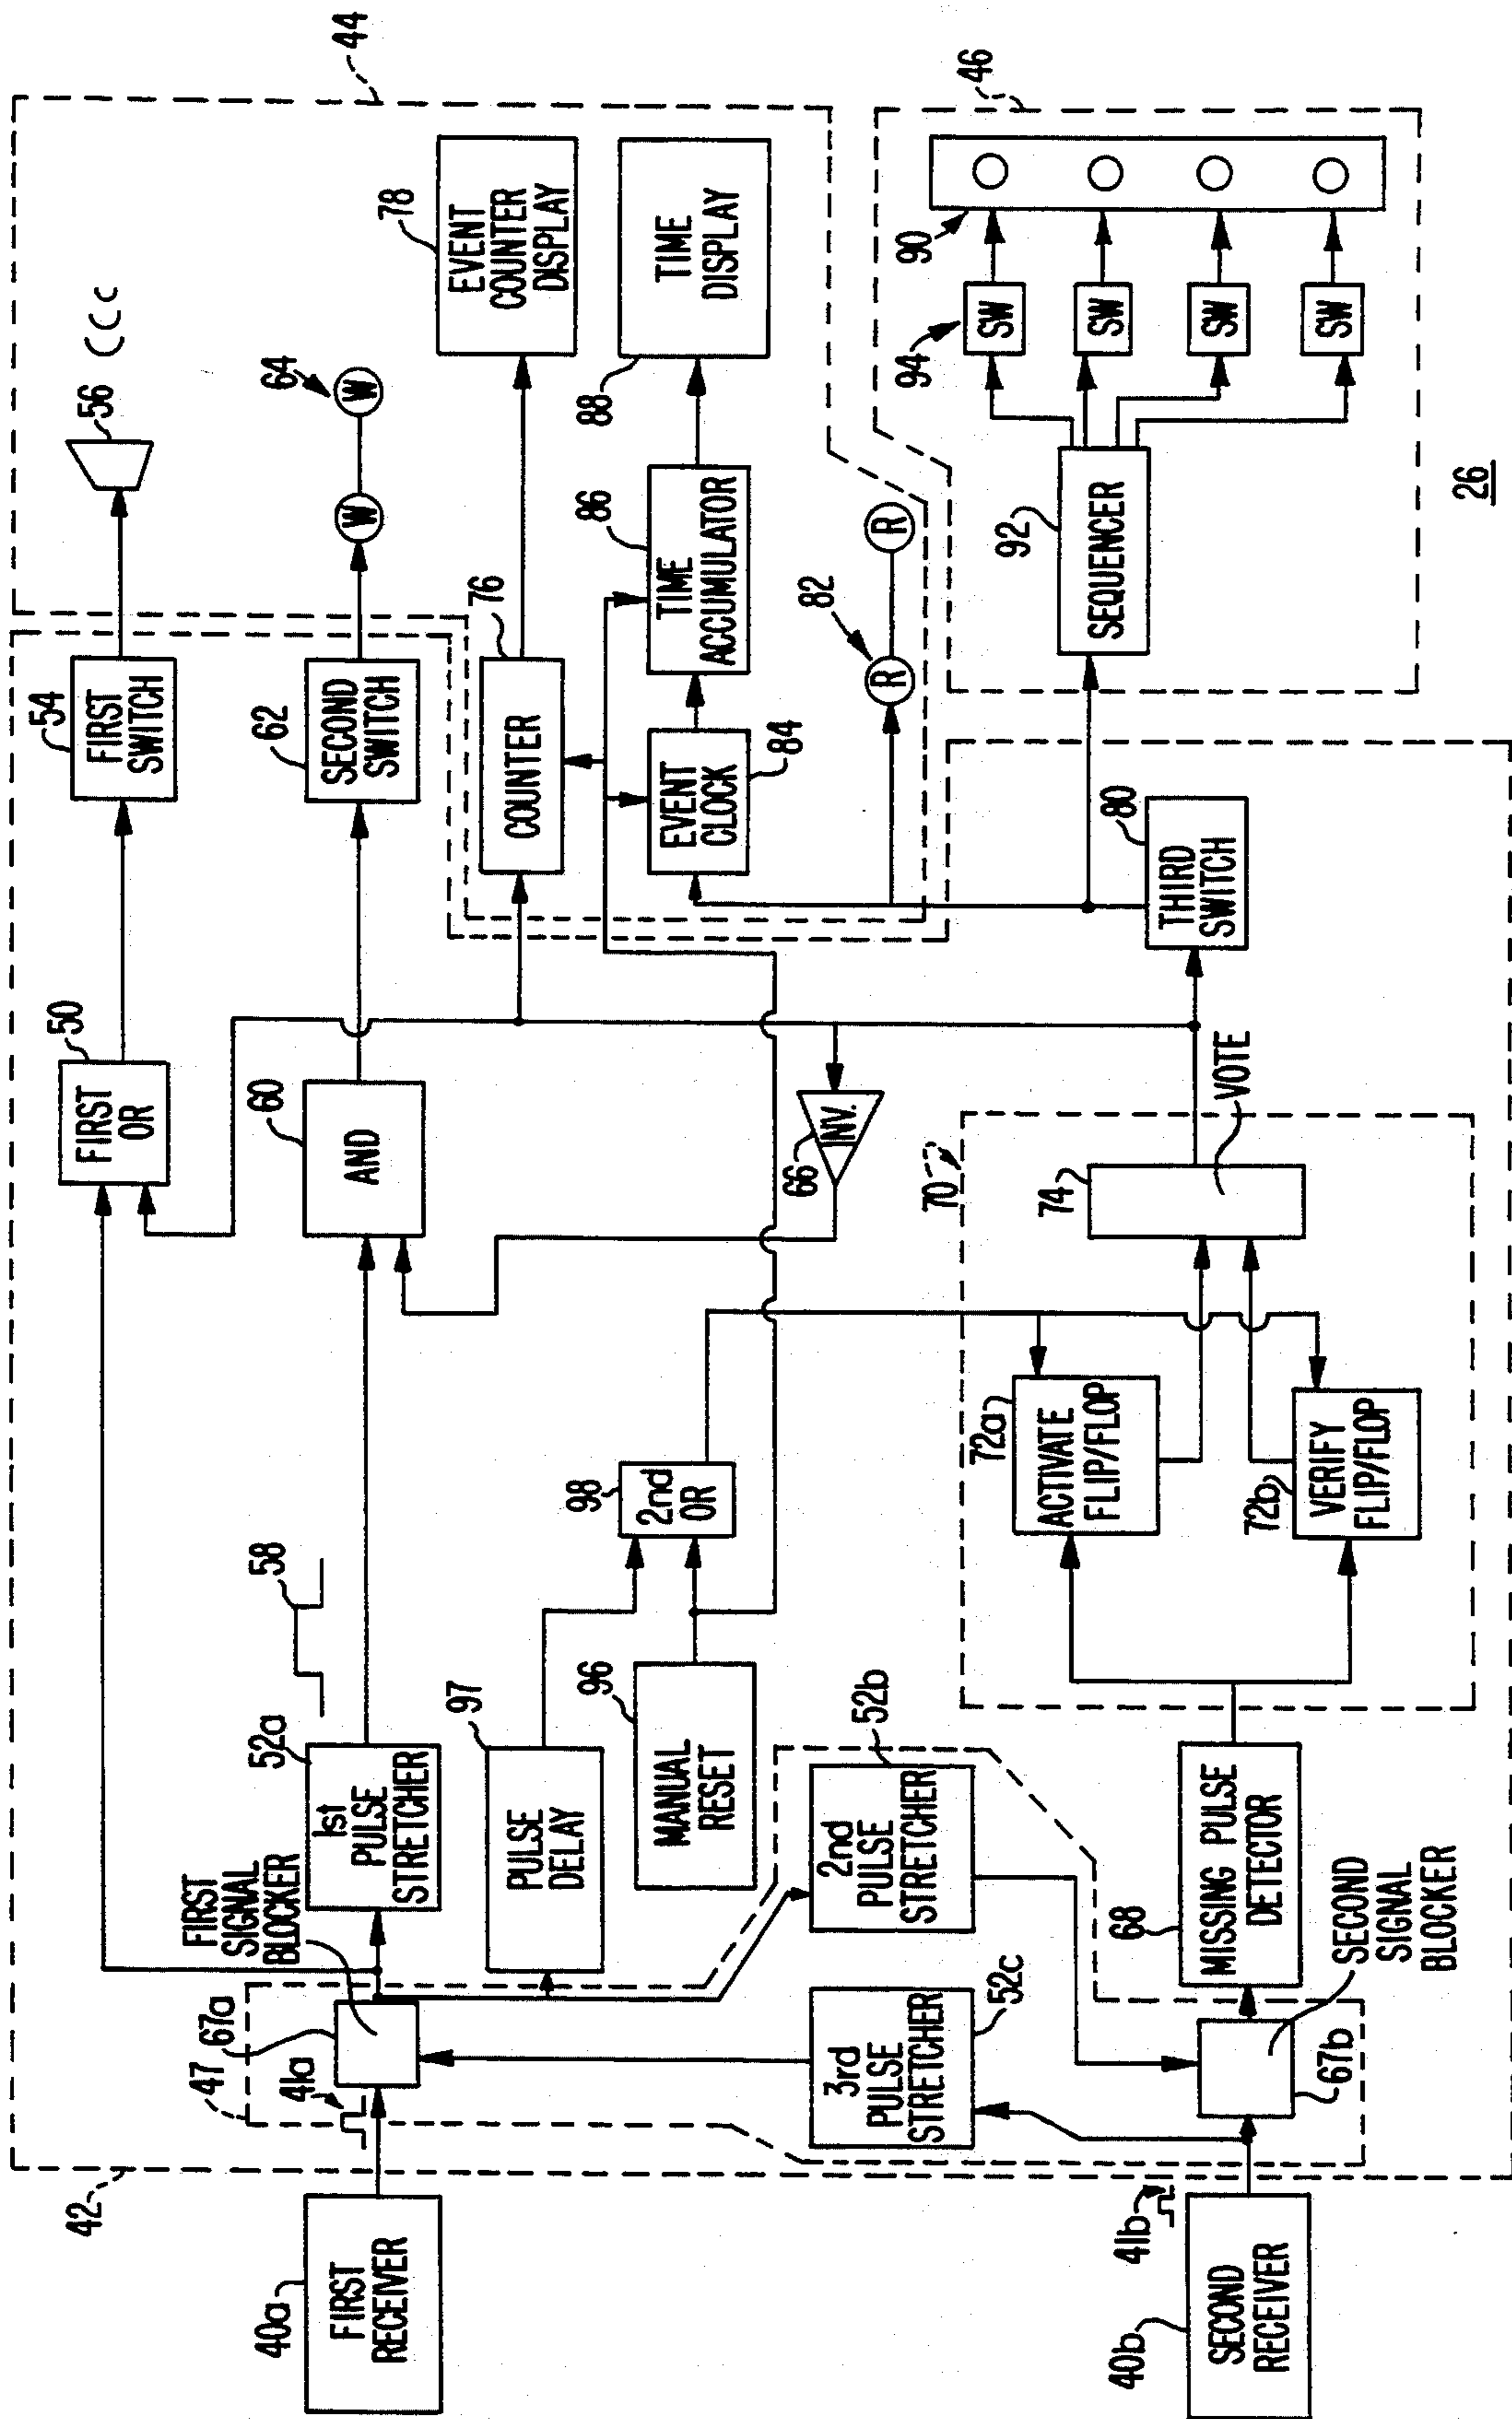 42
44
47
67a
41a
FIRST
SIGNAL
BLOCKER
40a
FIRST
RECEIVER
52a
1st
PULSE
STRETCHER
58
50
FIRST
OR
54
FIRST
SWITCH
56
CCC
60
AND
62
SECOND
SWITCH
64
W
W
97
PULSE
DELAY
96
MANUAL
RESET
98
2nd
OR
76
COUNTER
78
EVENT
COUNTER
DISPLAY
84
EVENT
CLOCK
86
TIME
ACCUMULATOR
88
TIME
DISPLAY
66
INV.
82
R
R
52c
3rd
PULSE
STRETCHER
52b
2nd
PULSE
STRETCHER
46
92
SEQUENCER
94
SW
SW
SW
SW
90
41b
40b
SECOND
RECEIVER
67b
SECOND
SIGNAL
BLOCKER
68
MISSING PULSE
DETECTOR
70
72a
ACTIVATE
FLIP/FLOP
72b
VERIFY
FLIP/FLOP
74
VOTE
80
THIRD
SWITCH
26